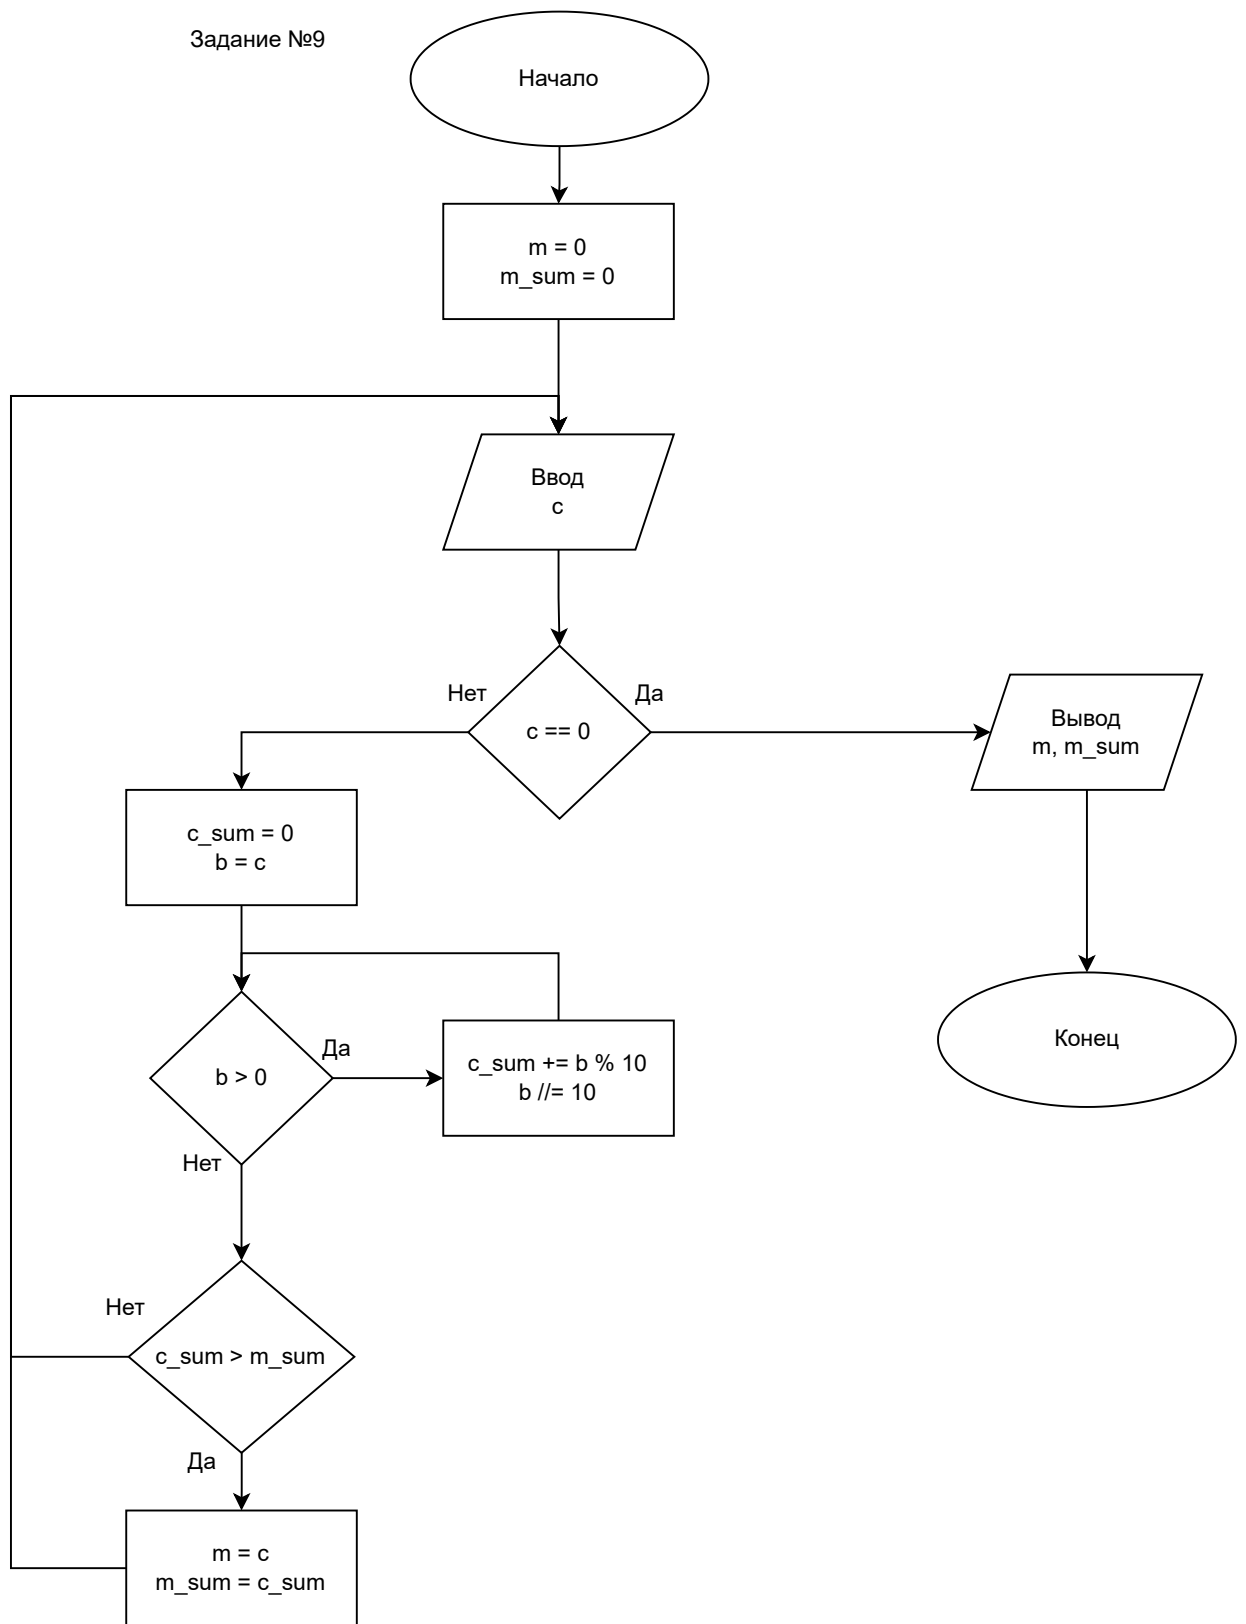 Задание №9
Начало
m = 0
m_sum = 0
Ввод
c
Нет
Да
c == 0
Вывод
m, m_sum
c_sum = 0
b = c
Конец
Да
b > 0
c_sum += b % 10
b //= 10
Нет
Нет
c_sum > m_sum
Да
m = c
m_sum = c_sum